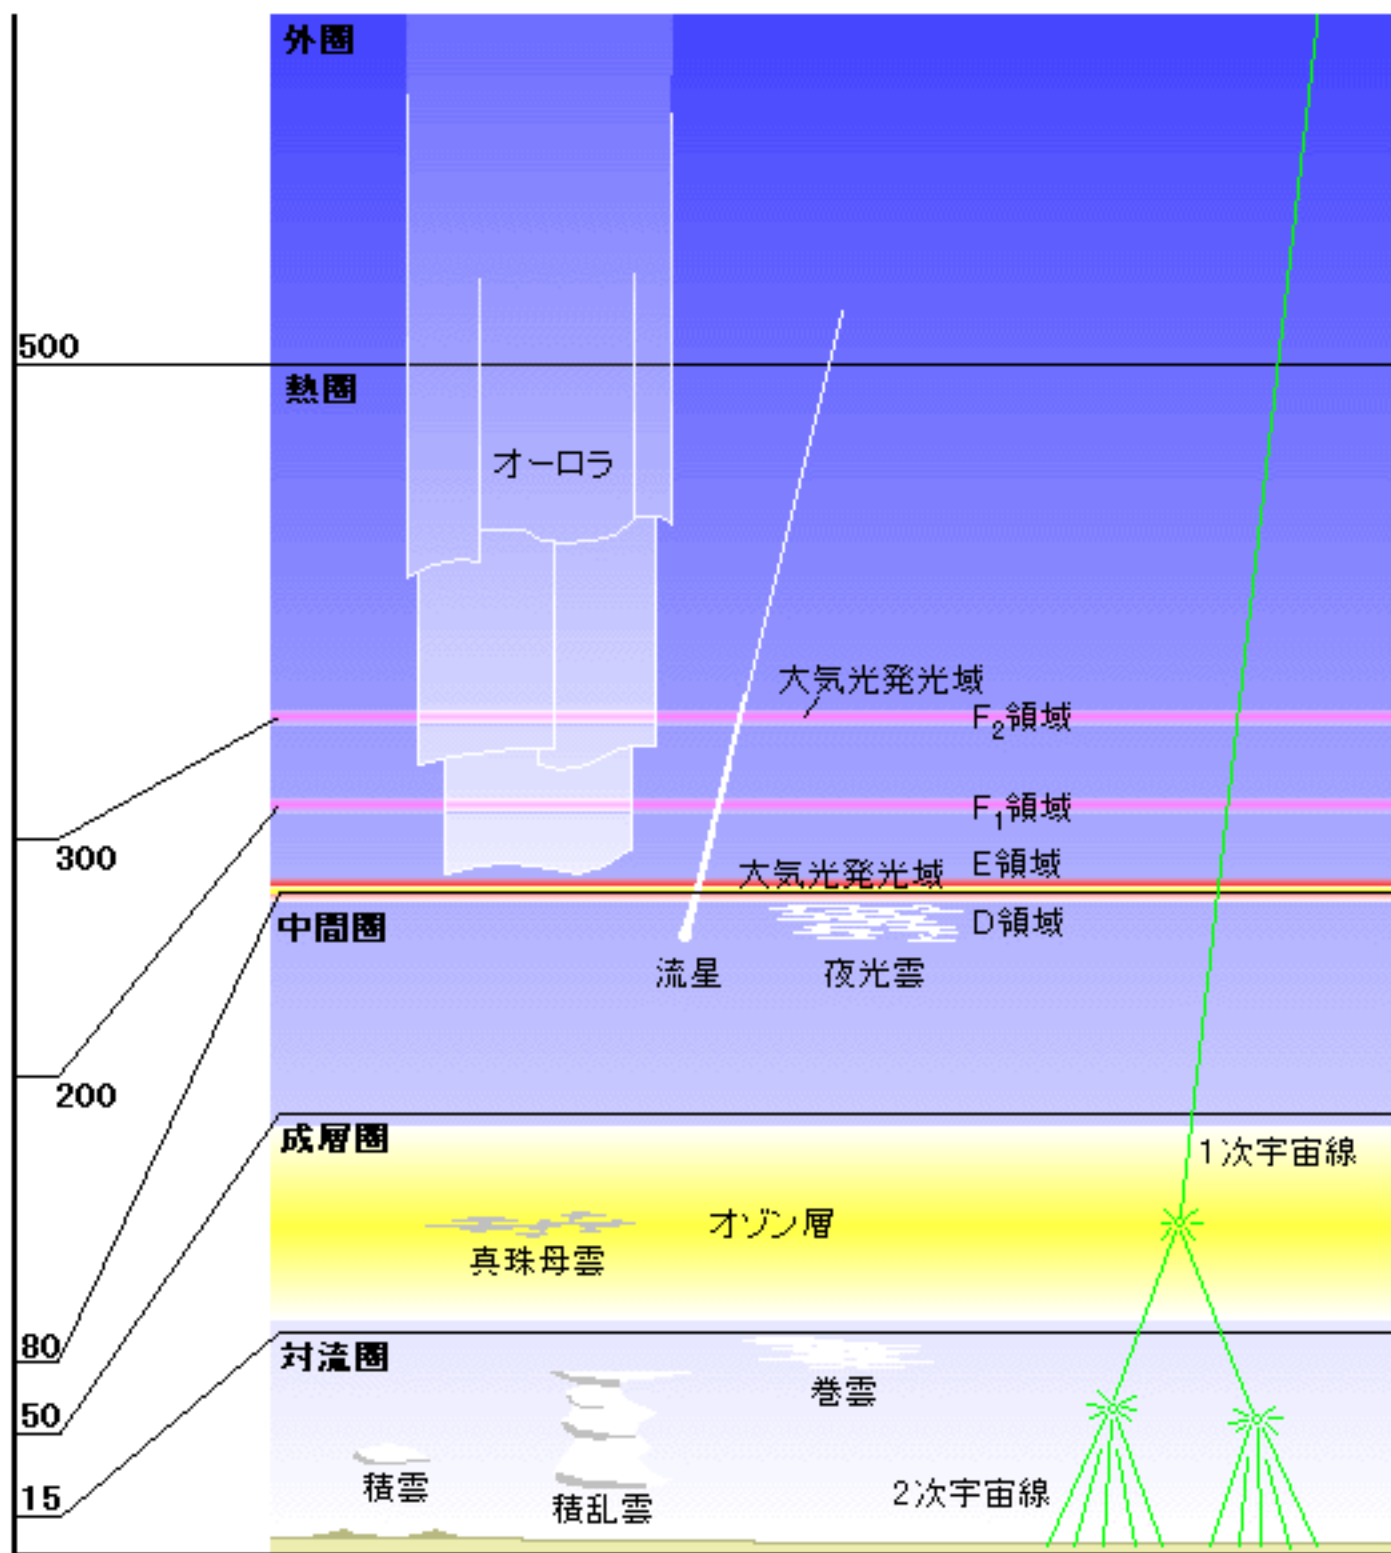 外圏
500
熱圏
オーロラ
大気光発光域
F2領域
F1領域
300
E領域
大気光発光域
中間圏
D領域
流星
夜光雲
200
成層圏
1次宇宙線
オゾン層
真珠母雲
80
対流圏
巻雲
50
積雲
2次宇宙線
15
積乱雲